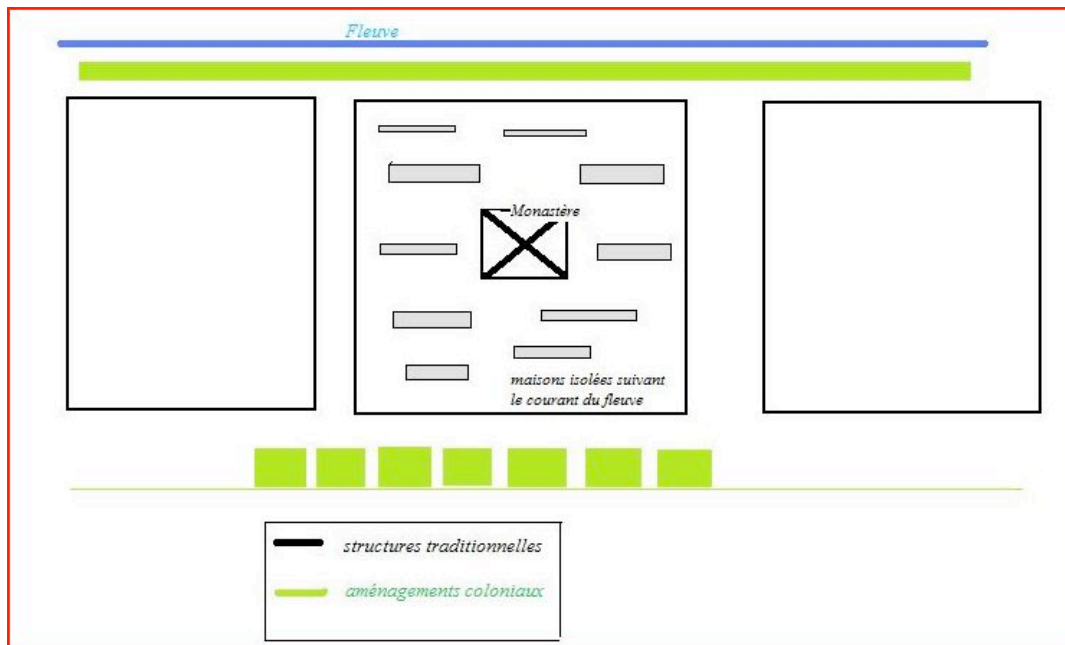 Fleuve
Monastère
maisons isolées suivant
le courant du fleuve
structures traditionnelles
aménagements coloniaux